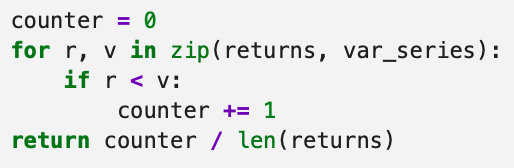 counter = 0
for r, v in zip(returns, var_series):
    if r < v:
        counter += 1
return counter / len(returns)